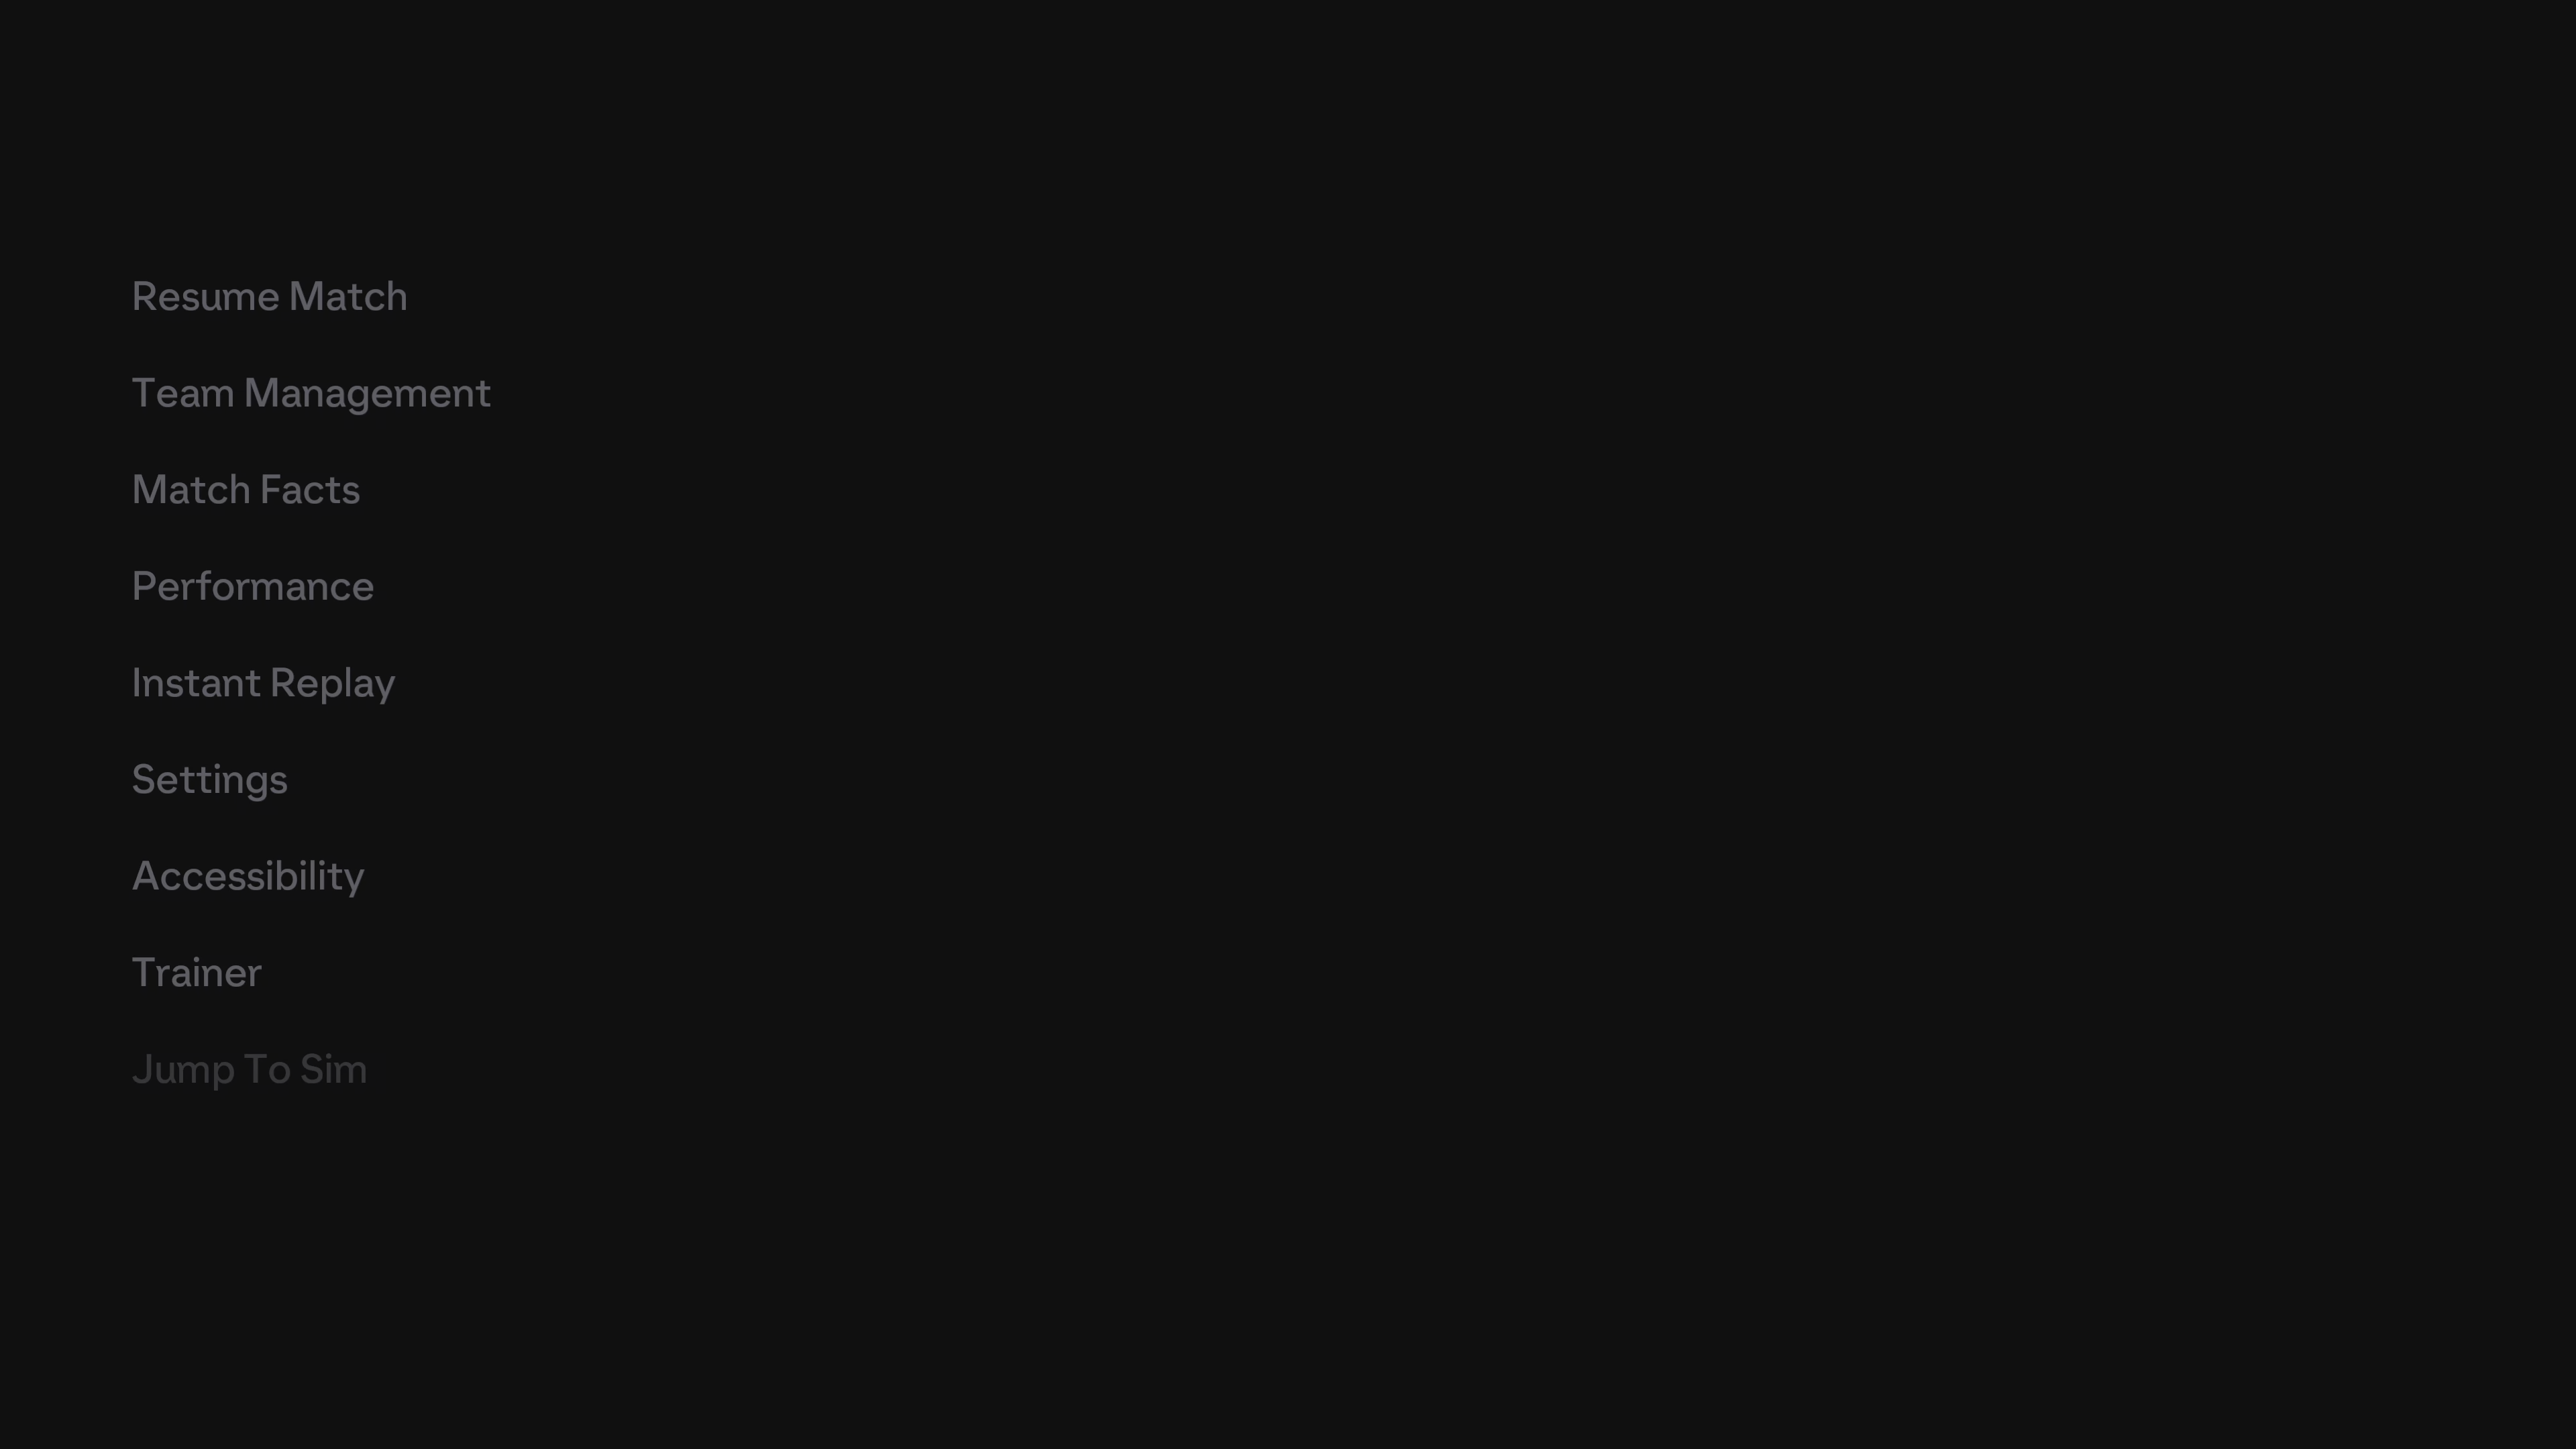 Resume Match
Team Management
Match Facts
Performance
Instant Replay
Settings
Accessibility
Trainer
Jump To Sim